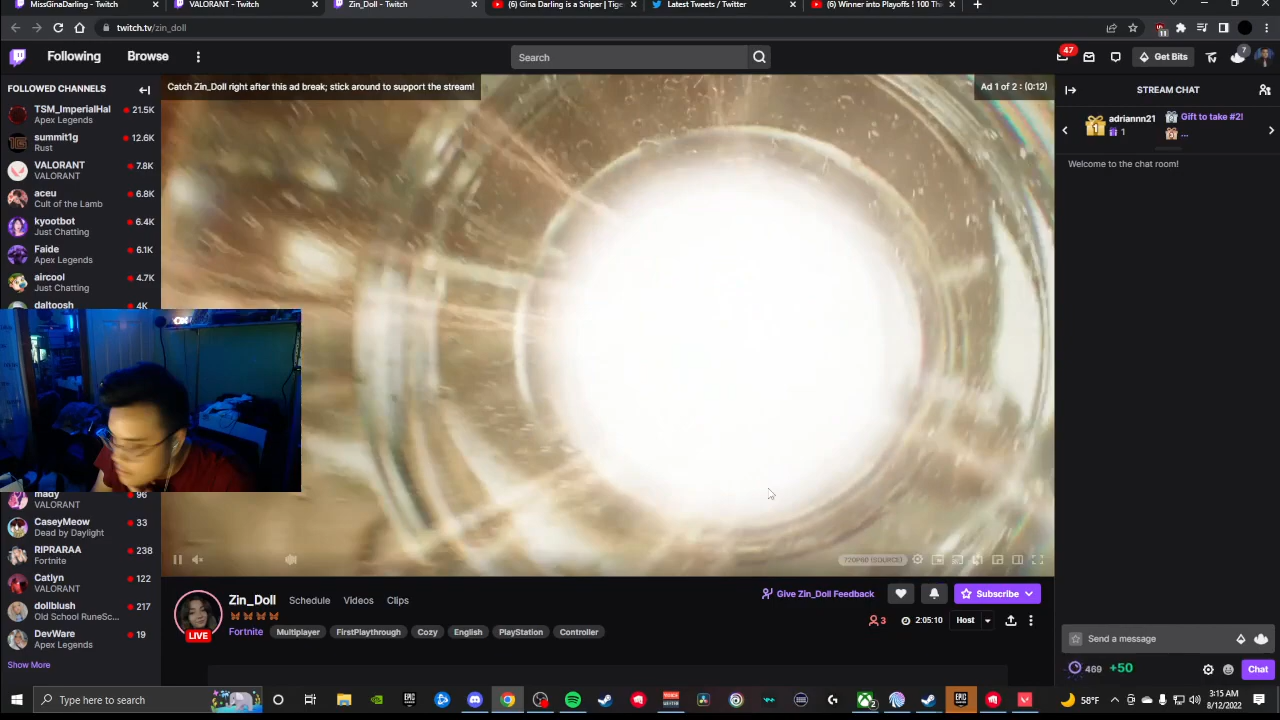 MissGinaDarling - Twitch
VALORANT - Twitch
Zin_Doll - Twitch
(6) Gina Darling is a Sniper | Tige
Latest Tweets / Twitter
(6) Winner into Playoffs ! 100 Thi
twitch.tv/zin_doll
11
Following
Browse
Search
47
Get Bits
7
FOLLOWED CHANNELS
TSM_ImperialHal
21.5K
Apex Legends
summit1g
12.6K
Rust
VALORANT
7.8K
VALORANT
aceu
6.8K
Cult of the Lamb
kyootbot
6.4K
Just Chatting
Faide
6.1K
Apex Legends
aircool
4.7K
Just Chatting
daltoosh
4K
mady
96
VALORANT
CaseyMeow
33
Dead by Daylight
RIPRARAA
238
Fortnite
Catlyn
122
VALORANT
dollblush
217
Old School RuneSc...
DevWare
19
Apex Legends
Show More
Catch Zin_Doll right after this ad break; stick around to support the stream!
Ad 1 of 2 : (0:12)
720P60 (SOURCE)
LIVE
Zin_Doll
Schedule
Videos
Clips
Fortnite
Multiplayer
FirstPlaythrough
Cozy
English
PlayStation
Controller
Give Zin_Doll Feedback
Subscribe
3
2:05:10
Host
STREAM CHAT
adriannn21
1
Gift to take #2!
...
Welcome to the chat room!
Send a message
469
+50
Chat
Type here to search
2
58°
3:15 AM
8/12/2022